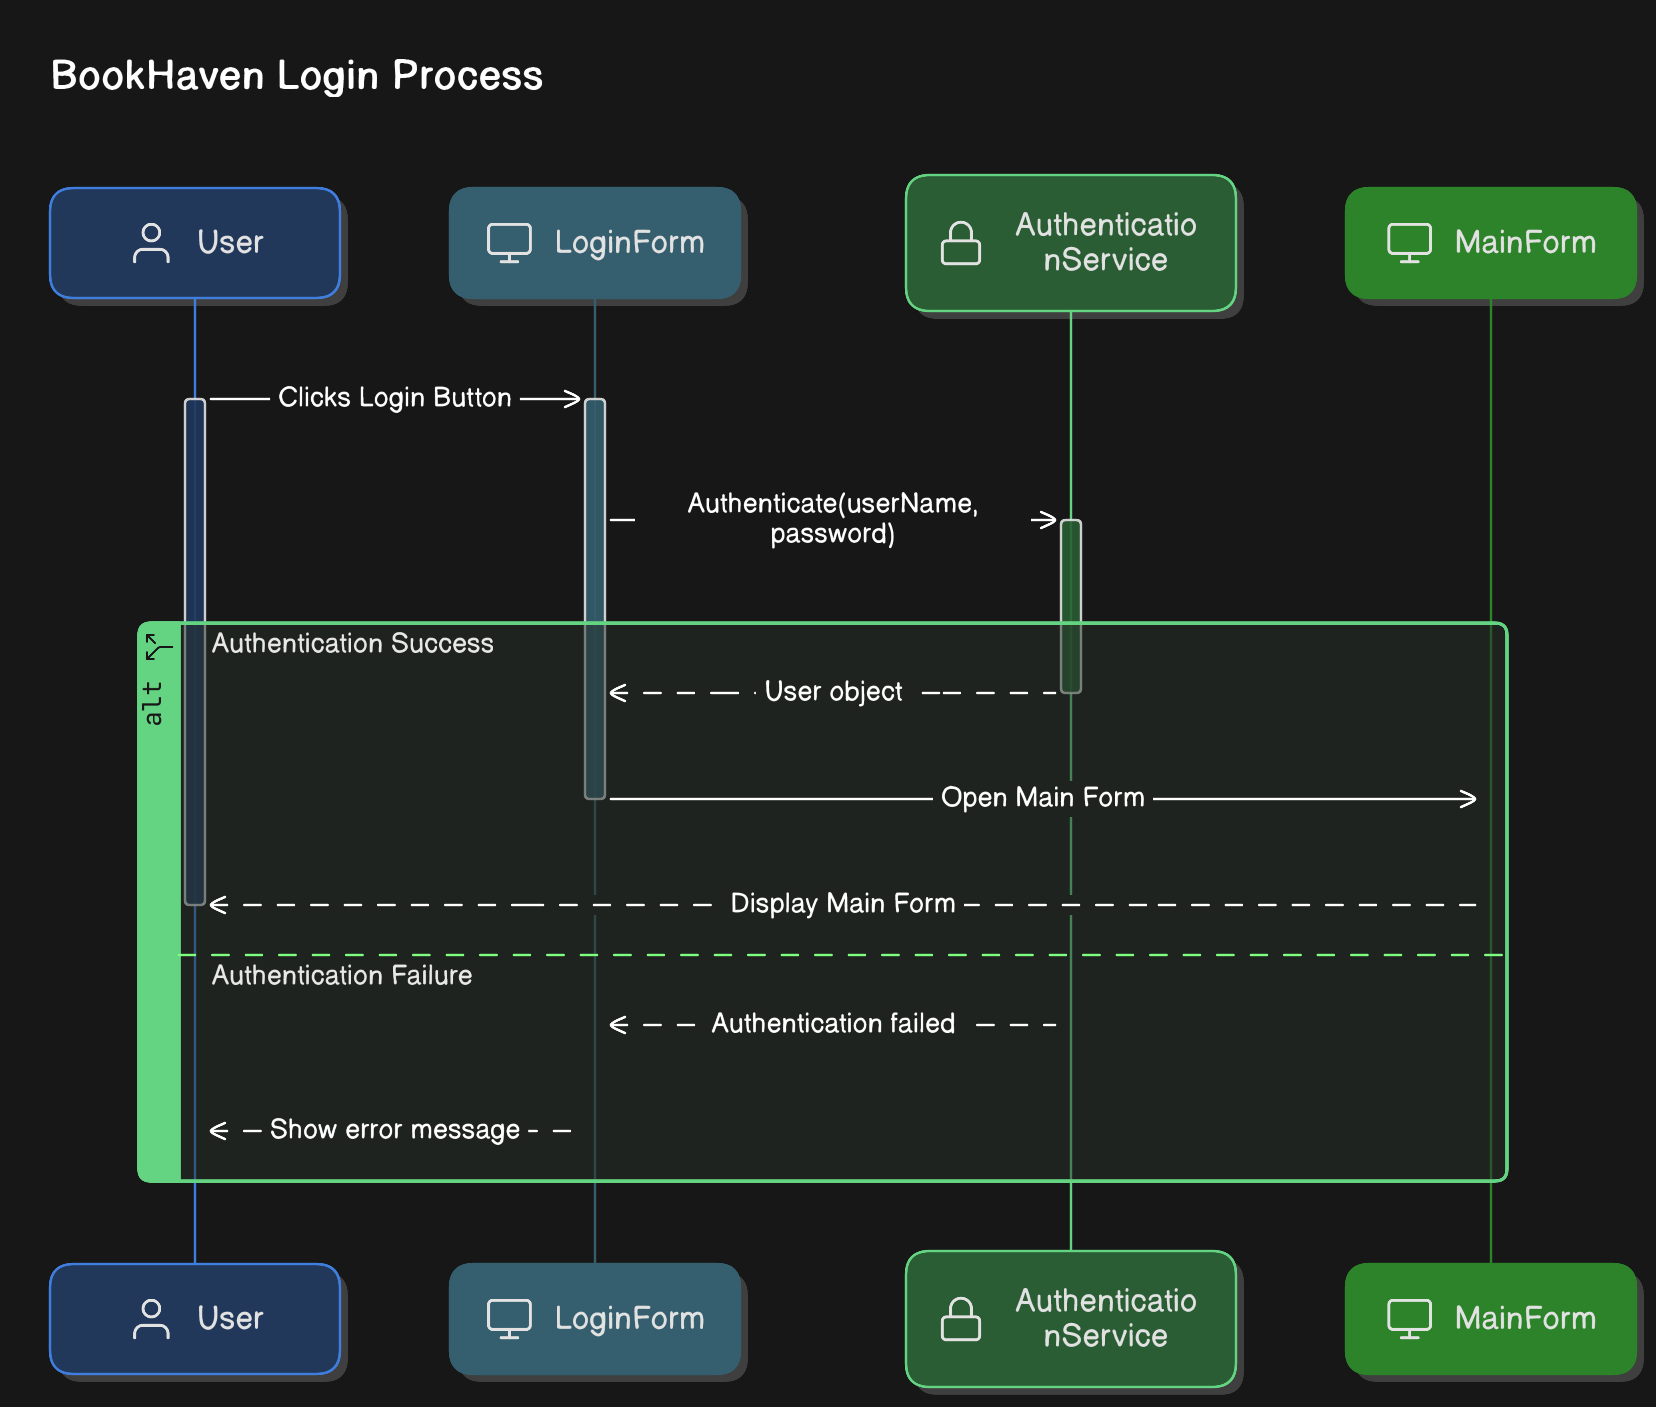 BookHaven Login Process
User
LoginForm
Authenticatio
nService
MainForm
Clicks Login Button
Authenticate(userName,
password)
alt
Authentication Success
User object
Open Main Form
Display Main Form
Authentication Failure
Authentication failed
Show error message
User
LoginForm
Authenticatio
nService
MainForm